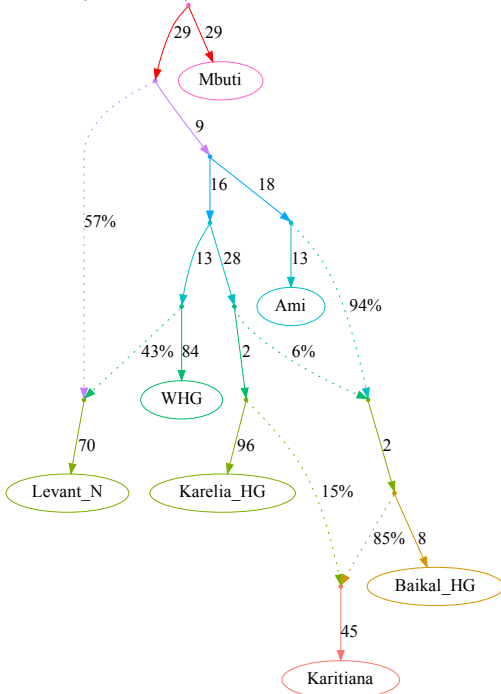 29 29
Mbuti
9
16 18
57%
13 28 13
Ami
94%
43% 84 2 6%
WHG
70 96 15% 2
Levant_N Karelia_HG
85% 8
Baikal_HG
45
Karitiana